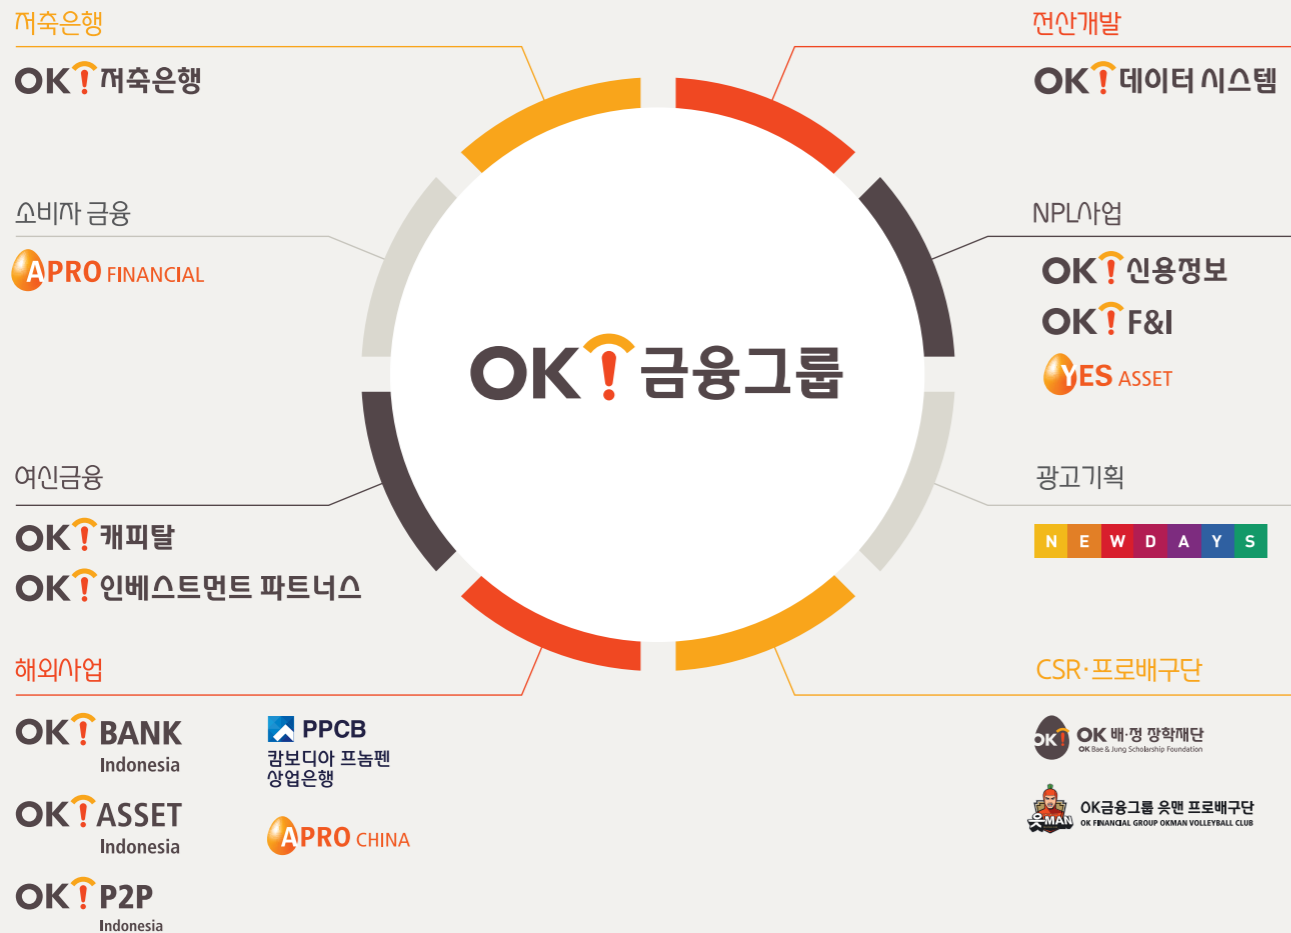 저축은행
OK! 저축은행
소비자 금융
APRO FINANCIAL
여신금융
OK! 캐피탈
OK! 인베스트먼트 파트너스
해외사업
OK! BANK
Indonesia
OK! ASSET
Indonesia
OK! P2P
Indonesia
PPCB
캄보디아 프놈펜
상업은행
APRO CHINA
OK! 금융그룹
전산개발
OK! 데이터 시스템
NPL사업
OK! 신용정보
OK! F&I
YES ASSET
광고기획
NEWDAYS
CSR·프로배구단
OK!
OK 배·정 장학재단
OK Bae & Jung Scholarship Foundation
읏-MAN
OK금융그룹 읏맨 프로배구단
OK FINANCIAL GROUP OKMAN VOLLEYBALL CLUB